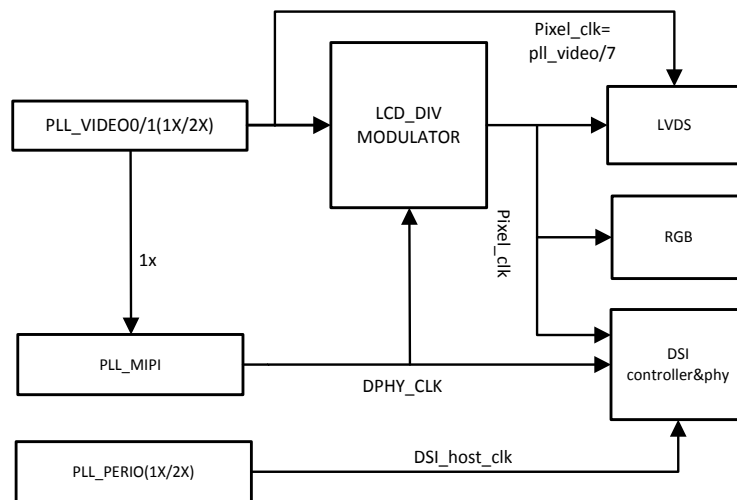 Pixel_clk=
pll_video/7
PLL_VIDEO0/1(1X/2X)
LCD_DIV
MODULATOR
LVDS
Pixel_clk
RGB
1x
PLL_MIPI
DPHY_CLK
DSI
controller&phy
PLL_PERIO(1X/2X)
DSI_host_clk